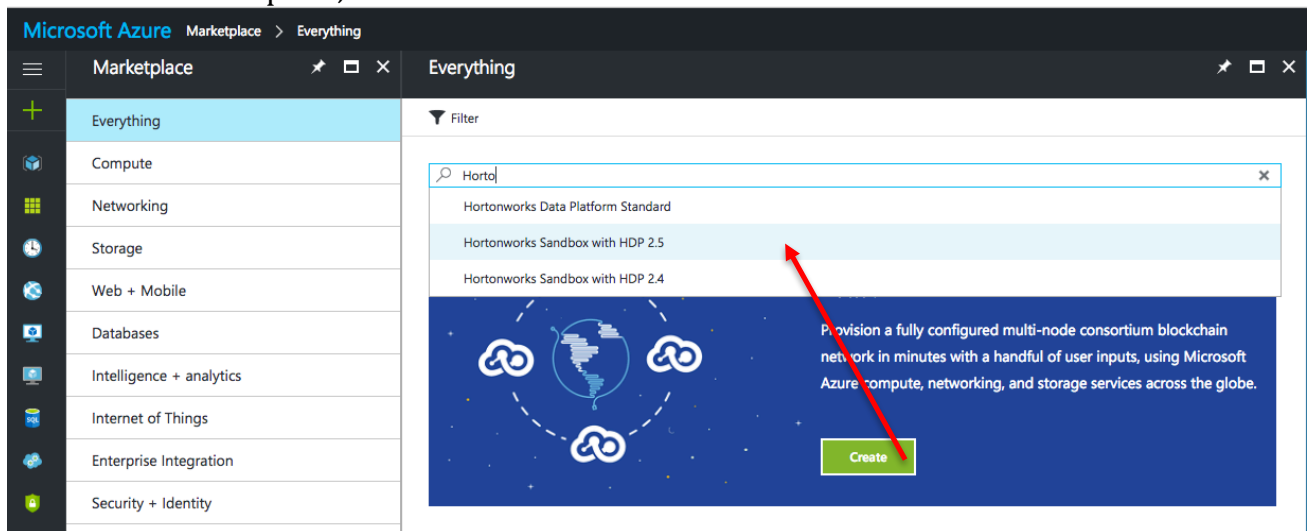 Microsoft Azure Marketplace > Everything
Marketplace
Everything
Everything
Compute
Networking
Storage
Web + Mobile
Databases
Intelligence + analytics
Internet of Things
Enterprise Integration
Security + Identity
Filter
Horto
Hortonworks Data Platform Standard
Hortonworks Sandbox with HDP 2.5
Hortonworks Sandbox with HDP 2.4
Provision a fully configured multi-node consortium blockchain
network in minutes with a handful of user inputs, using Microsoft
Azure compute, networking, and storage services across the globe.
Create
SQL